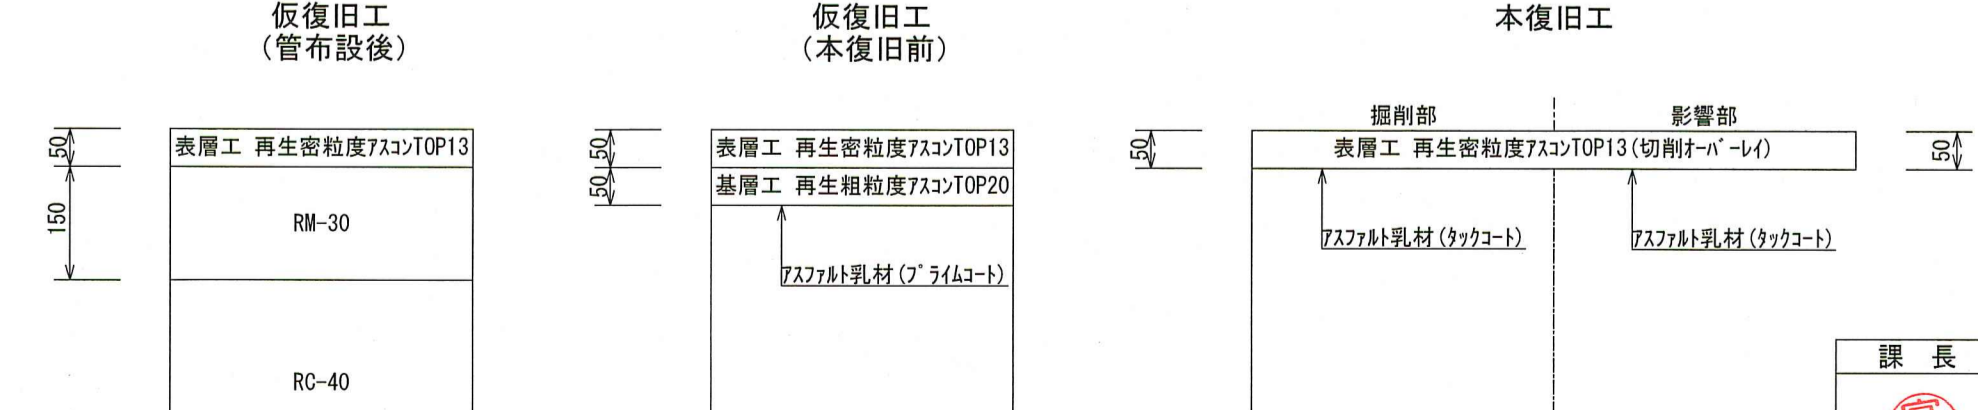 仮復旧工
（管布設後）
50
150
表層工 再生密粒度ｱｽｺﾝTOP13
RM-30
RC-40
仮復旧工
（本復旧前）
50
50
表層工 再生密粒度ｱｽｺﾝTOP13
基層工 再生粗粒度ｱｽｺﾝTOP20
ｱｽﾌｧﾙﾄ乳材(ﾌﾟﾗｲﾑｺｰﾄ)
本復旧工
掘削部
影響部
50
表層工 再生密粒度ｱｽｺﾝTOP13(切削ｵｰﾊﾞｰﾚｲ)
50
ｱｽﾌｧﾙﾄ乳材(ﾀｯｸｺｰﾄ)
ｱｽﾌｧﾙﾄ乳材(ﾀｯｸｺｰﾄ)
課 長